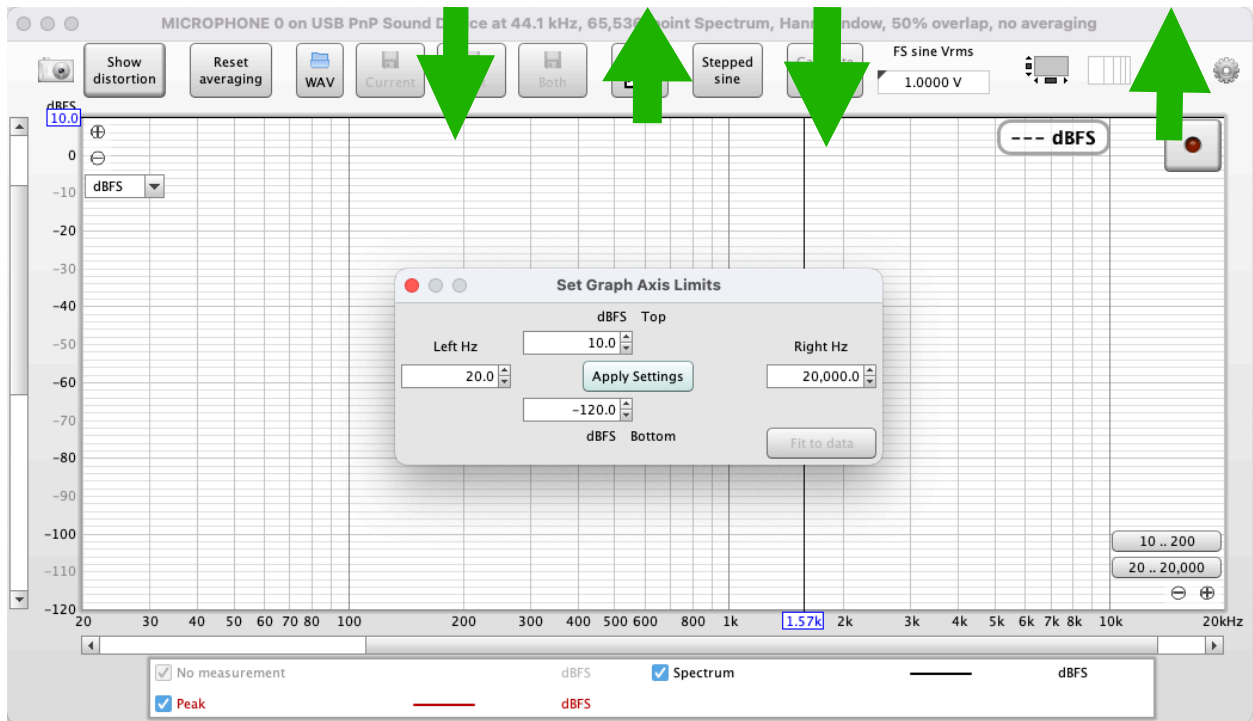 MICROPHONE 0 on USB PnP Sound
at 44.1 kHz, 65,536
Spectrum,
50% overlap, no averaging
Show distortion
Reset averaging
WAV
Current
Both
Stepped sine
FS sine Vrms
1.0000 V
dBFS
10.0
--- dBFS
0
dBFS
-10
-20
-30
-40
-50
-60
-70
-80
-90
-100
-110
-120
Set Graph Axis Limits
dBFS Top
Left Hz
10.0
Right Hz
20.0
Apply Settings
20,000.0
-120.0
dBFS Bottom
Fit to data
10 .. 200
20 .. 20,000
20 30 40 50 60 70 80 100 200 300 400 500 600 800 1k 1.57k 2k 3k 4k 5k 6k 7k 8k 10k 20kHz
No measurement dBFS Spectrum dBFS
Peak dBFS